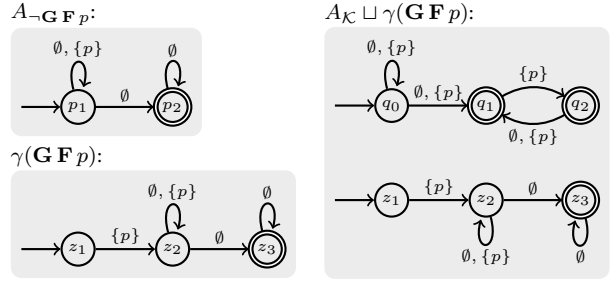 A¬G F p:
∅, {p}
∅
p1
∅
p2
γ(G F p):
∅, {p}
∅
z1
{p}
z2
∅
z3
A𝒦 ⊔ γ(G F p):
∅, {p}
{p}
q0
∅, {p}
q1
q2
∅, {p}
z1
{p}
z2
∅
z3
∅, {p}
∅